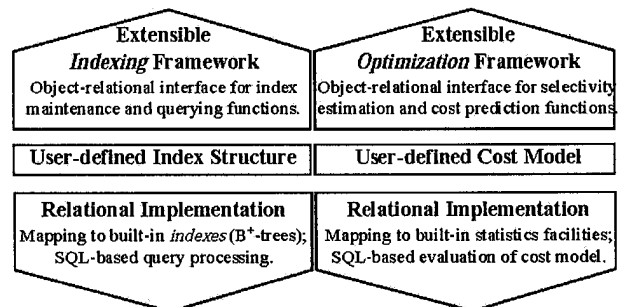 Extensible
Indexing Framework
Object-relational interface for index
maintenance and querying functions.
Extensible
Optimization Framework
Object-relational interface for selectivity
estimation and cost prediction functions.
User-defined Index Structure
User-defined Cost Model
Relational Implementation
Mapping to built-in indexes (B+-trees);
SQL-based query processing.
Relational Implementation
Mapping to built-in statistics facilities;
SQL-based evaluation of cost model.